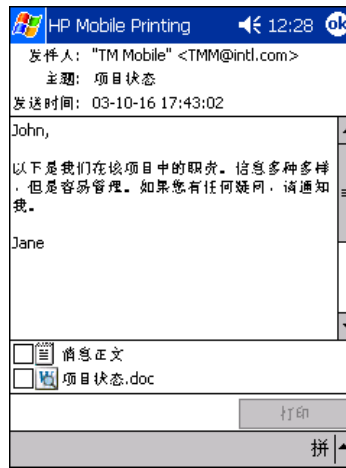 HP Mobile Printing 12:28 ok
发件人: "TM Mobile" <TMM@intl.com>
主题: 项目状态
发送时间: 03-10-16 17:43:02
John,
以下是我们在该项目中的职责。信息多种多样
，但是容易管理。如果您有任何疑问，请通知
我。
Jane
消息正文
项目状态.doc
打印
拼